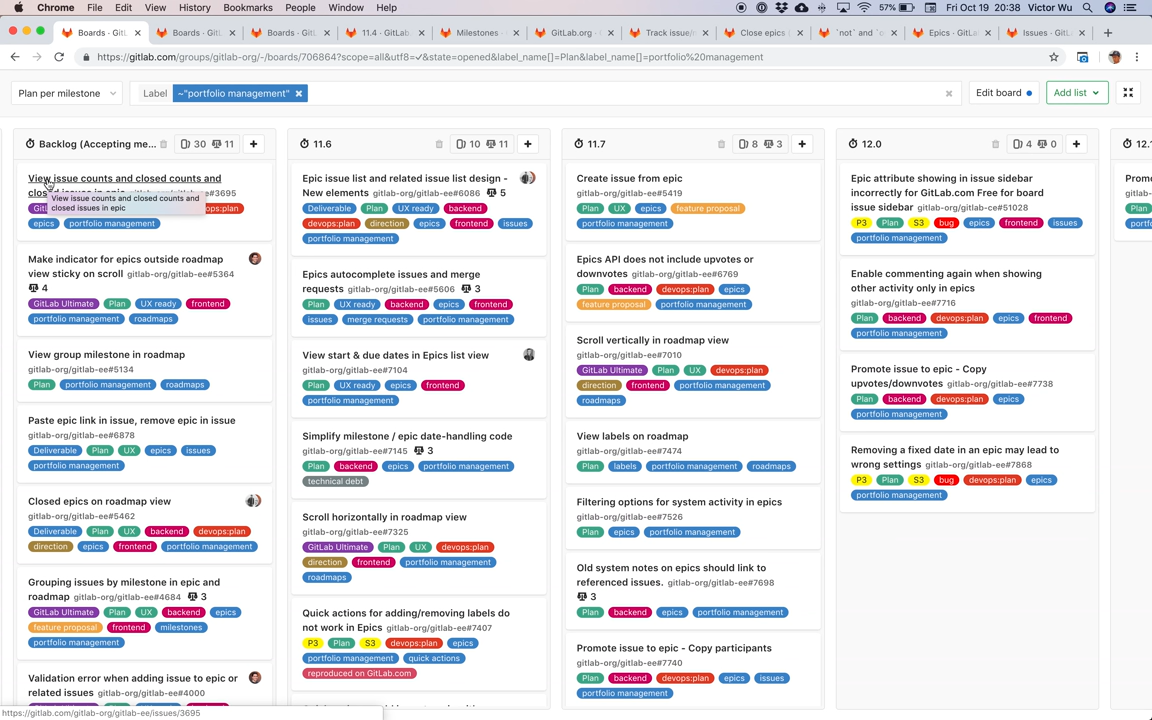 Chrome File Edit View History Bookmarks People Window Help 57% Fri Oct 19 20:38 Victor Wu
Boards · GitL Boards · GitL Boards · GitL 11.4 · GitLab. Milestones · GitLab.org Track issue/m Close epics ( `not` and `o Epics · GitLa Issues · GitL
https://gitlab.com/groups/gitlab-org/-/boards/706864?scope=all&utf8=✓&state=opened&label_name[]=Plan&label_name[]=portfolio%20management
Plan per milestone Label ~"portfolio management" Edit board Add list
Backlog (Accepting me... 30 11
View issue counts and closed counts and
closed issues in epic #3695
View issue counts and closed counts and
closed issues in epic
ops:plan
epics portfolio management
Make indicator for epics outside roadmap
view sticky on scroll gitlab-org/gitlab-ee#5364
4
GitLab Ultimate Plan UX ready frontend
portfolio management roadmaps
View group milestone in roadmap
gitlab-org/gitlab-ee#5134
Plan portfolio management roadmaps
Paste epic link in issue, remove epic in issue
gitlab-org/gitlab-ee#6878
Deliverable Plan UX epics issues
portfolio management
Closed epics on roadmap view
gitlab-org/gitlab-ee#5462
Deliverable Plan UX backend devops:plan
direction epics frontend portfolio management
Grouping issues by milestone in epic and
roadmap gitlab-org/gitlab-ee#4684 3
GitLab Ultimate Plan UX backend epics
feature proposal frontend milestones
portfolio management
Validation error when adding issue to epic or
related issues gitlab-org/gitlab-ee#4000
11.6 10 11
Epic issue list and related issue list design -
New elements gitlab-org/gitlab-ee#6086 5
Deliverable Plan UX ready backend
devops:plan direction epics frontend issues
portfolio management
Epics autocomplete issues and merge
requests gitlab-org/gitlab-ee#5606 3
Plan UX ready backend epics frontend
issues merge requests portfolio management
View start & due dates in Epics list view
gitlab-org/gitlab-ee#7104
Plan UX ready epics frontend
portfolio management
Simplify milestone / epic date-handling code
gitlab-org/gitlab-ee#7145 3
Plan backend epics portfolio management
technical debt
Scroll horizontally in roadmap view
gitlab-org/gitlab-ee#7325
GitLab Ultimate Plan UX devops:plan
direction frontend portfolio management
roadmaps
Quick actions for adding/removing labels do
not work in Epics gitlab-org/gitlab-ee#7407
P3 Plan S3 devops:plan epics
portfolio management quick actions
reproduced on GitLab.com
11.7 8 3
Create issue from epic
gitlab-org/gitlab-ee#5419
Plan UX epics feature proposal
portfolio management
Epics API does not include upvotes or
downvotes gitlab-org/gitlab-ee#6769
Plan backend devops:plan epics
feature proposal portfolio management
Scroll vertically in roadmap view
gitlab-org/gitlab-ee#7010
GitLab Ultimate Plan UX devops:plan
direction frontend portfolio management
roadmaps
View labels on roadmap
gitlab-org/gitlab-ee#7474
Plan labels portfolio management roadmaps
Filtering options for system activity in epics
gitlab-org/gitlab-ee#7526
Plan epics portfolio management
Old system notes on epics should link to
referenced issues. gitlab-org/gitlab-ee#7698
3
Plan backend epics portfolio management
Promote issue to epic - Copy participants
gitlab-org/gitlab-ee#7740
Plan backend devops:plan epics issues
portfolio management
12.0 4 0
Epic attribute showing in issue sidebar
incorrectly for GitLab.com Free for board
issue sidebar gitlab-org/gitlab-ce#51028
P3 Plan S3 bug epics frontend issues
portfolio management
Enable commenting again when showing
other activity only in epics
gitlab-org/gitlab-ee#7716
Plan backend devops:plan epics frontend
portfolio management
Promote issue to epic - Copy
upvotes/downvotes gitlab-org/gitlab-ee#7738
Plan backend devops:plan epics
portfolio management
Removing a fixed date in an epic may lead to
wrong settings gitlab-org/gitlab-ee#7868
P3 Plan S3 bug devops:plan epics
portfolio management
12.1
Promo
Plan
portf
https://gitlab.com/gitlab-org/gitlab-ee/issues/3695